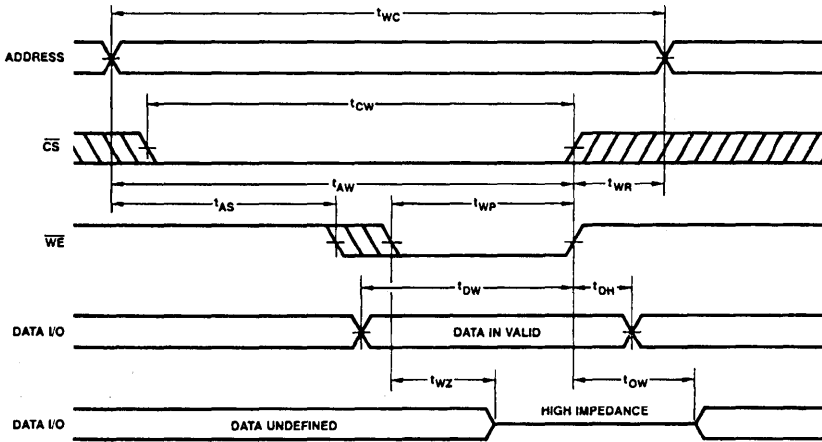 tWC
ADDRESS
tCW
CS
tAW
tWR
tAS
tWP
WE
tDW
tDH
DATA I/O
DATA IN VALID
tWZ
tOW
HIGH IMPEDANCE
DATA I/O
DATA UNDEFINED